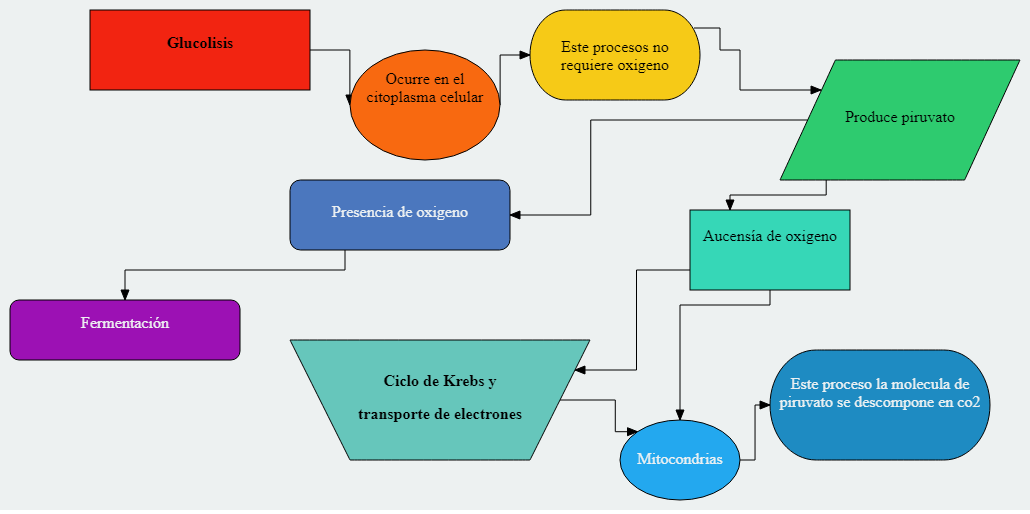 Glucolisis
Ocurre en el
citoplasma celular
Este procesos no
requiere oxigeno
Produce piruvato
Presencia de oxigeno
Aucensía de oxigeno
Fermentación
Ciclo de Krebs y
transporte de electrones
Mitocondrias
Este proceso la molecula de
piruvato se descompone en co2